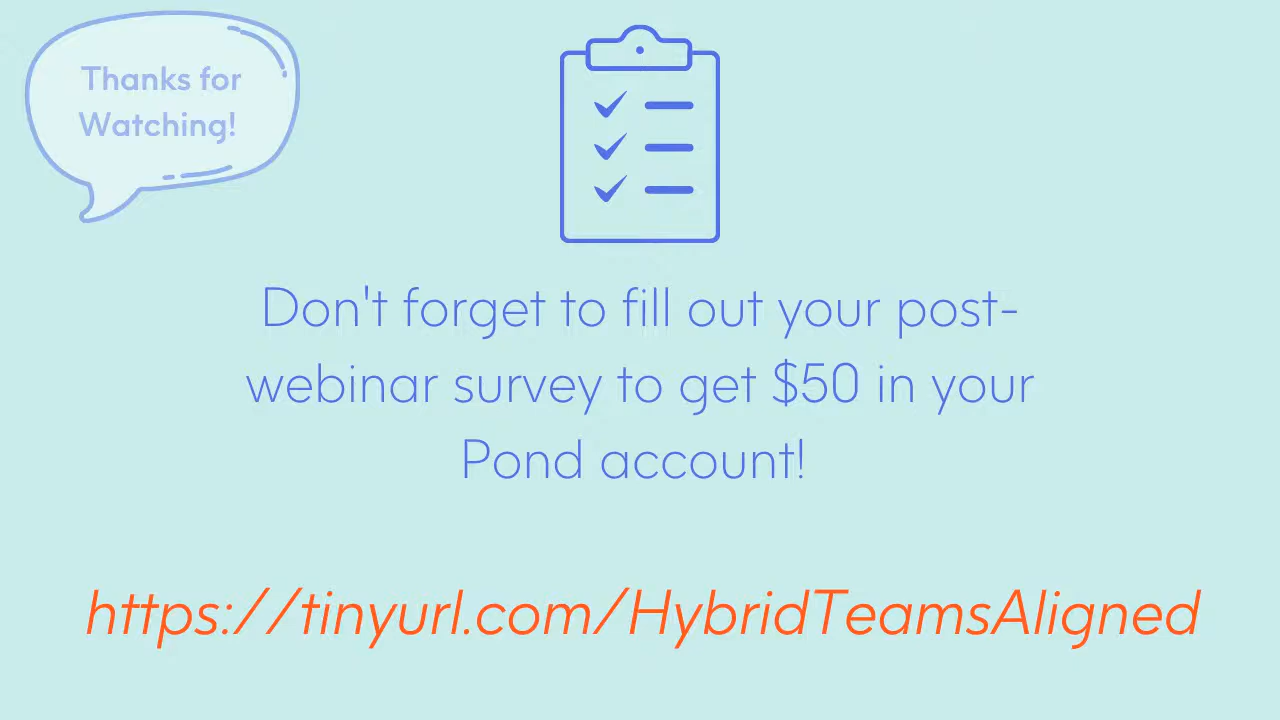 Thanks for
Watching!
Don't forget to fill out your post-
webinar survey to get $50 in your
Pond account!
https://tinyurl.com/HybridTeamsAligned